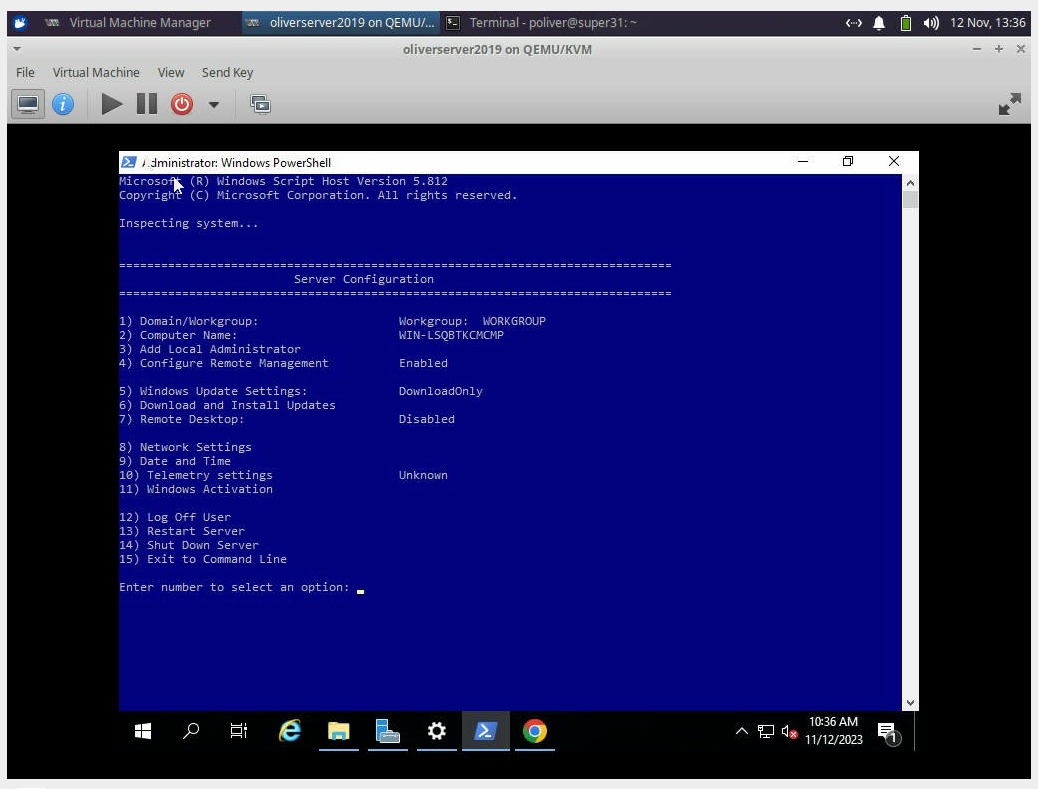 Virtual Machine Manager
oliverserver2019 on QEMU/...
Terminal - poliver@super31: ~
12 Nov, 13:36
oliverserver2019 on QEMU/KVM
File Virtual Machine View Send Key
Administrator: Windows PowerShell
Microsoft (R) Windows Script Host Version 5.812
Copyright (C) Microsoft Corporation. All rights reserved.
Inspecting system...
===============================================================================
Server Configuration
===============================================================================
1) Domain/Workgroup: Workgroup: WORKGROUP
2) Computer Name: WIN-LSQBTKCMCMP
3) Add Local Administrator
4) Configure Remote Management Enabled
5) Windows Update Settings: DownloadOnly
6) Download and Install Updates
7) Remote Desktop: Disabled
8) Network Settings
9) Date and Time
10) Telemetry settings Unknown
11) Windows Activation
12) Log Off User
13) Restart Server
14) Shut Down Server
15) Exit to Command Line
Enter number to select an option:
10:36 AM
11/12/2023
1